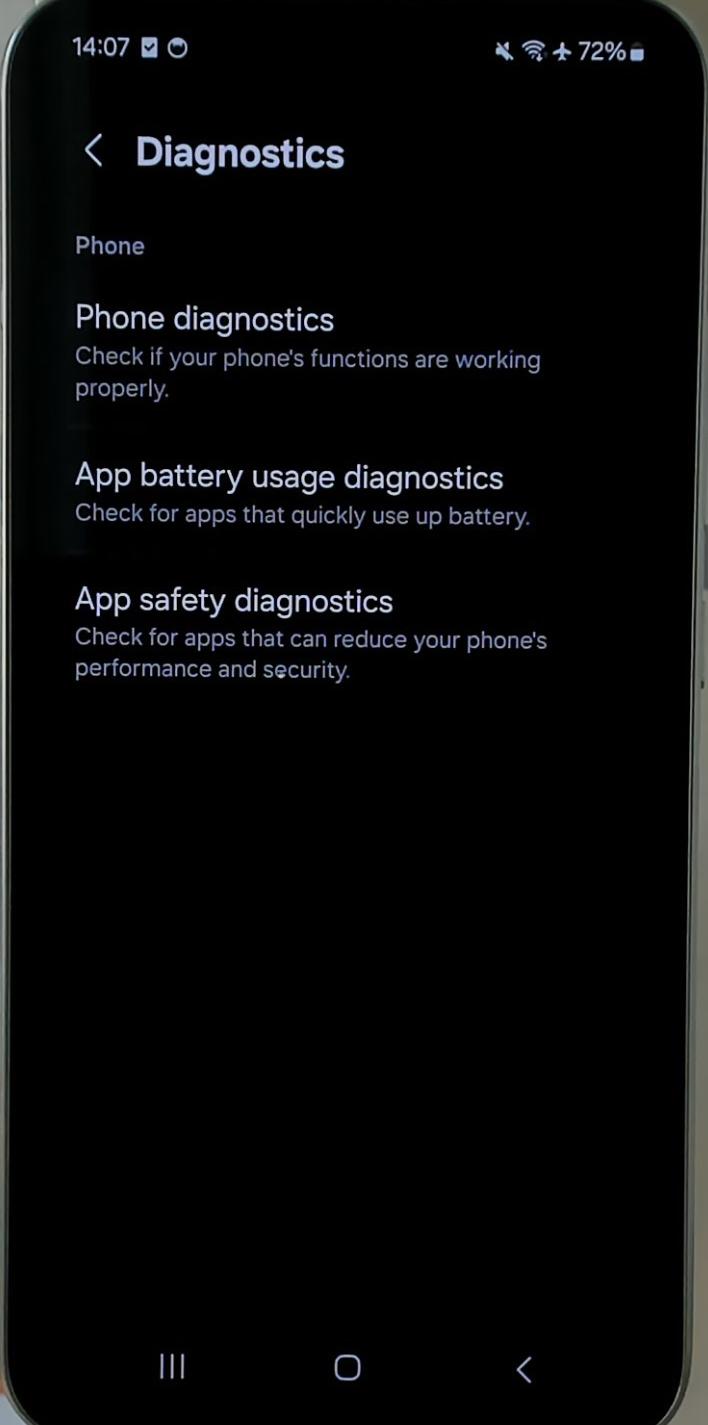 14:07 72%
Diagnostics
Phone
Phone diagnostics
Check if your phone's functions are working
properly.
App battery usage diagnostics
Check for apps that quickly use up battery.
App safety diagnostics
Check for apps that can reduce your phone's
performance and security.